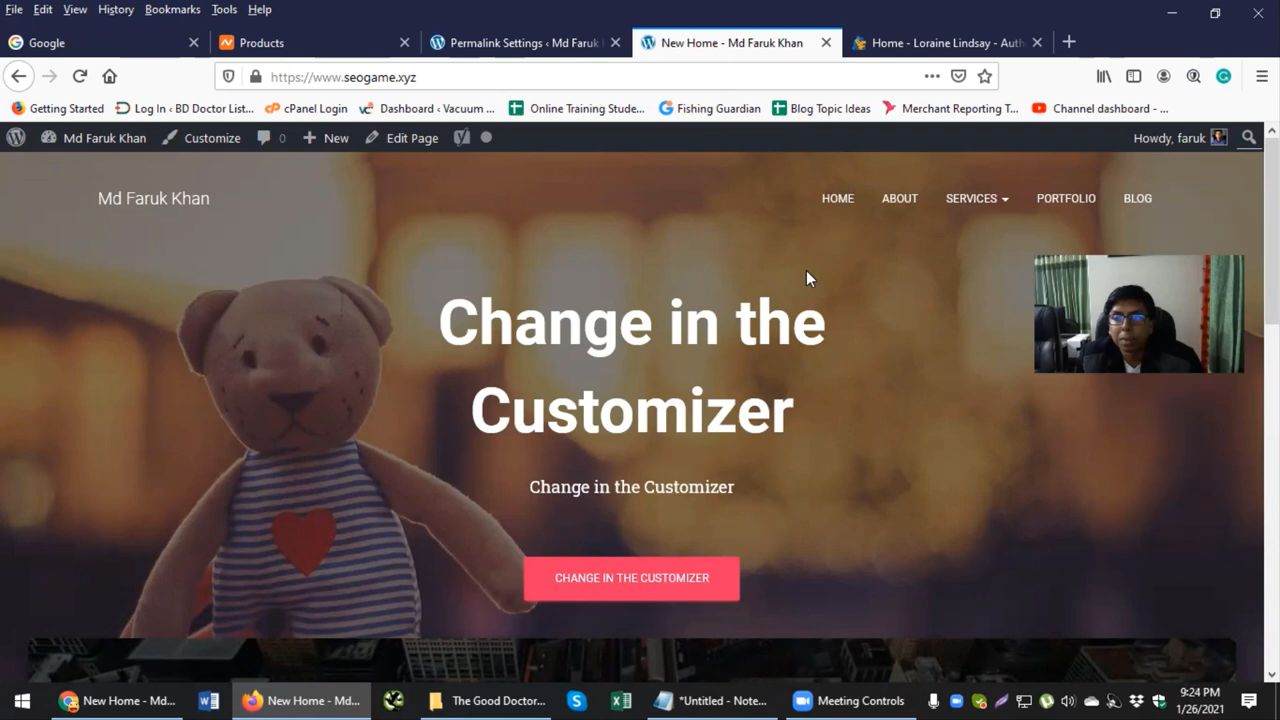 File Edit View History Bookmarks Tools Help
Google
Products
Permalink Settings ‹ Md Faruk
New Home - Md Faruk Khan
Home - Loraine Lindsay - Auth
https://www.seogame.xyz
Getting Started
Log In ‹ BD Doctor List...
cPanel Login
Dashboard ‹ Vacuum ...
Online Training Stude...
Fishing Guardian
Blog Topic Ideas
Merchant Reporting T...
Channel dashboard - ...
Md Faruk Khan
Customize
0
New
Edit Page
Howdy, faruk
Md Faruk Khan
HOME
ABOUT
SERVICES
PORTFOLIO
BLOG
Change in the
Customizer
Change in the Customizer
CHANGE IN THE CUSTOMIZER
New Home - Md...
New Home - Md...
The Good Doctor...
*Untitled - Note...
Meeting Controls
9:24 PM
1/26/2021